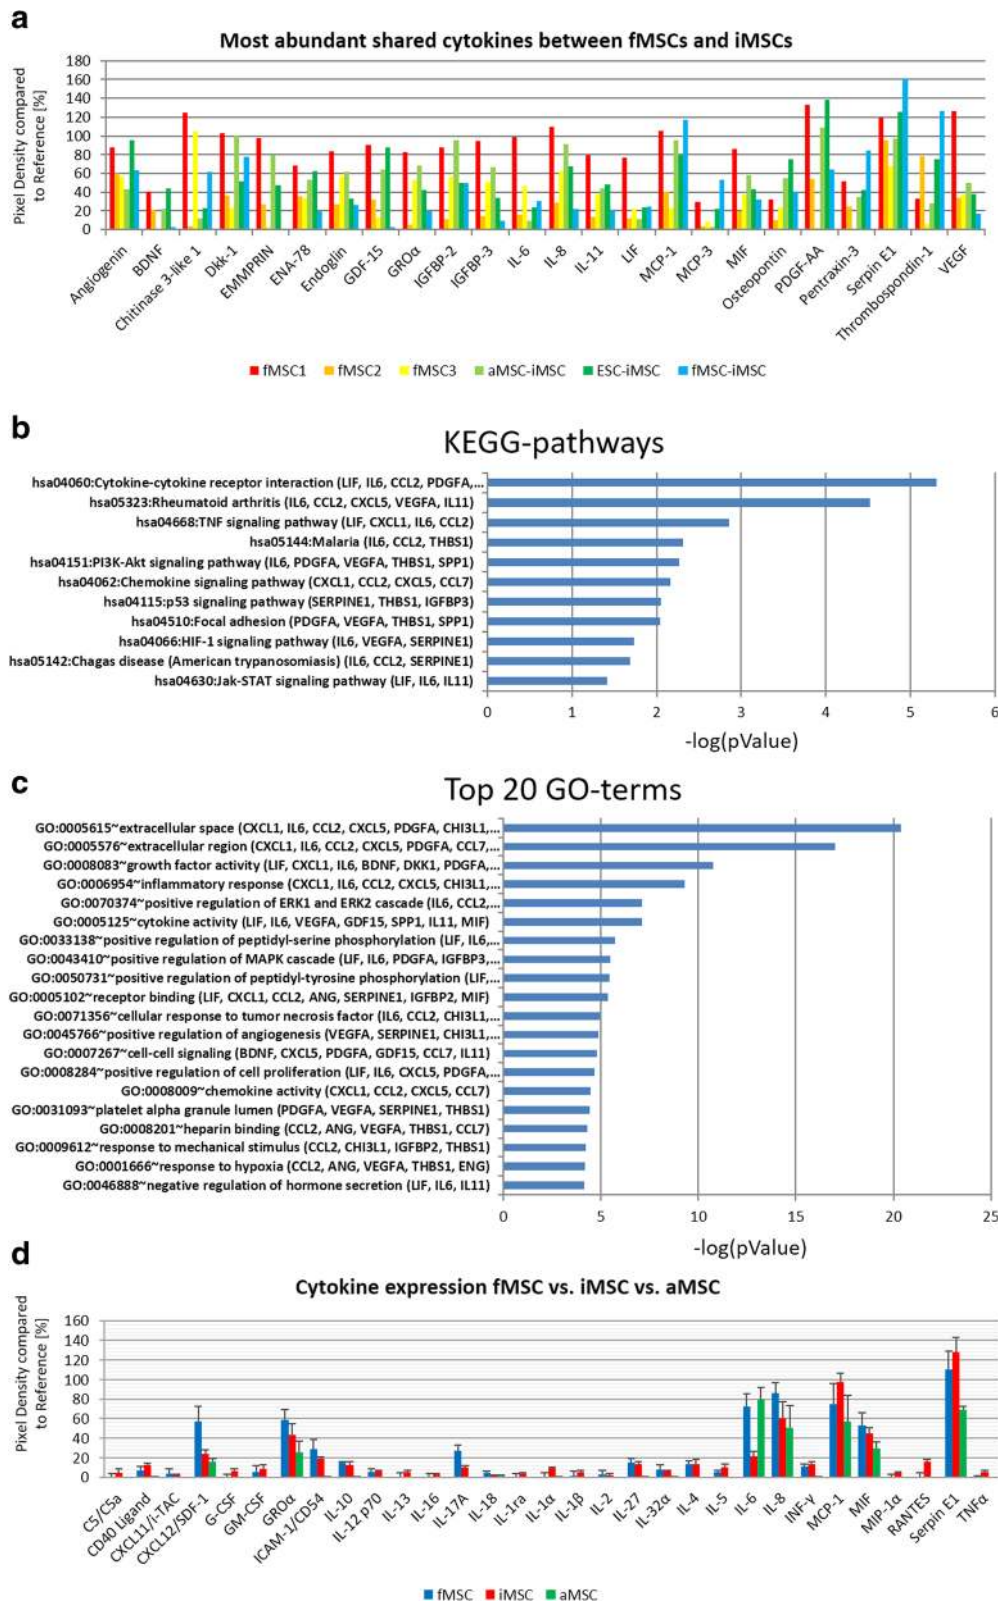 a
Most abundant shared cytokines between fMSCs and iMSCs
Pixel Density compared
to Reference [%]
180
160
140
120
100
80
60
40
20
0
Angiogenin
BDNF
Chitinase 3-like 1
Dkk-1
EMMPRIN
ENA-78
Endoglin
GDF-15
GROα
IGFBP-2
IGFBP-3
IL-6
IL-8
IL-11
LIF
MCP-1
MCP-3
MIF
Osteopontin
PDGF-AA
Pentraxin-3
Serpin E1
Thrombospondin-1
VEGF
fMSC1 fMSC2 fMSC3 aMSC-iMSC ESC-iMSC fMSC-iMSC
b
KEGG-pathways
hsa04060:Cytokine-cytokine receptor interaction (LIF, IL6, CCL2, PDGFA,...
hsa05323:Rheumatoid arthritis (IL6, CCL2, CXCL5, VEGFA, IL11)
hsa04668:TNF signaling pathway (LIF, CXCL1, IL6, CCL2)
hsa05144:Malaria (IL6, CCL2, THBS1)
hsa04151:PI3K-Akt signaling pathway (IL6, PDGFA, VEGFA, THBS1, SPP1)
hsa04062:Chemokine signaling pathway (CXCL1, CCL2, CXCL5, CCL7)
hsa04115:p53 signaling pathway (SERPINE1, THBS1, IGFBP3)
hsa04510:Focal adhesion (PDGFA, VEGFA, THBS1, SPP1)
hsa04066:HIF-1 signaling pathway (IL6, VEGFA, SERPINE1)
hsa05142:Chagas disease (American trypanosomiasis) (IL6, CCL2, SERPINE1)
hsa04630:Jak-STAT signaling pathway (LIF, IL6, IL11)
0 1 2 3 4 5 6
-log(pValue)
c
Top 20 GO-terms
GO:0005615~extracellular space (CXCL1, IL6, CCL2, CXCL5, PDGFA, CHI3L1,...
GO:0005576~extracellular region (CXCL1, IL6, CCL2, CXCL5, PDGFA, CCL7,...
GO:0008083~growth factor activity (LIF, CXCL1, IL6, BDNF, DKK1, PDGFA,...
GO:0006954~inflammatory response (CXCL1, IL6, CCL2, CXCL5, CHI3L1,...
GO:0070374~positive regulation of ERK1 and ERK2 cascade (IL6, CCL2,...
GO:0005125~cytokine activity (LIF, IL6, VEGFA, GDF15, SPP1, IL11, MIF)
GO:0033138~positive regulation of peptidyl-serine phosphorylation (LIF, IL6,...
GO:0043410~positive regulation of MAPK cascade (LIF, IL6, PDGFA, IGFBP3,...
GO:0050731~positive regulation of peptidyl-tyrosine phosphorylation (LIF,...
GO:0005102~receptor binding (LIF, CXCL1, CCL2, ANG, SERPINE1, IGFBP2, MIF)
GO:0071356~cellular response to tumor necrosis factor (IL6, CCL2, CHI3L1,...
GO:0045766~positive regulation of angiogenesis (VEGFA, SERPINE1, CHI3L1,...
GO:0007267~cell-cell signaling (BDNF, CXCL5, PDGFA, GDF15, CCL7, IL11)
GO:0008284~positive regulation of cell proliferation (LIF, IL6, CXCL5, PDGFA,...
GO:0008009~chemokine activity (CXCL1, CCL2, CXCL5, CCL7)
GO:0031093~platelet alpha granule lumen (PDGFA, VEGFA, SERPINE1, THBS1)
GO:0008201~heparin binding (CCL2, ANG, VEGFA, THBS1, CCL7)
GO:0009612~response to mechanical stimulus (CCL2, CHI3L1, IGFBP2, THBS1)
GO:0001666~response to hypoxia (CCL2, ANG, VEGFA, THBS1, ENG)
GO:0046888~negative regulation of hormone secretion (LIF, IL6, IL11)
0 5 10 15 20 25
-log(pValue)
d
Cytokine expression fMSC vs. iMSC vs. aMSC
Pixel Density compared
to Reference [%]
160
140
120
100
80
60
40
20
0
C5/C5a
CD40 Ligand
CXCL11/i-TAC
CXCL12/SDF-1
G-CSF
GM-CSF
GROα
ICAM-1/CD54
IL-10
IL-12 p70
IL-13
IL-16
IL-17A
IL-18
IL-1ra
IL-1α
IL-1β
IL-2
IL-27
IL-32α
IL-4
IL-5
IL-6
IL-8
INF-γ
MCP-1
MIF
MIP-1α
RANTES
Serpin E1
TNFα
fMSC iMSC aMSC